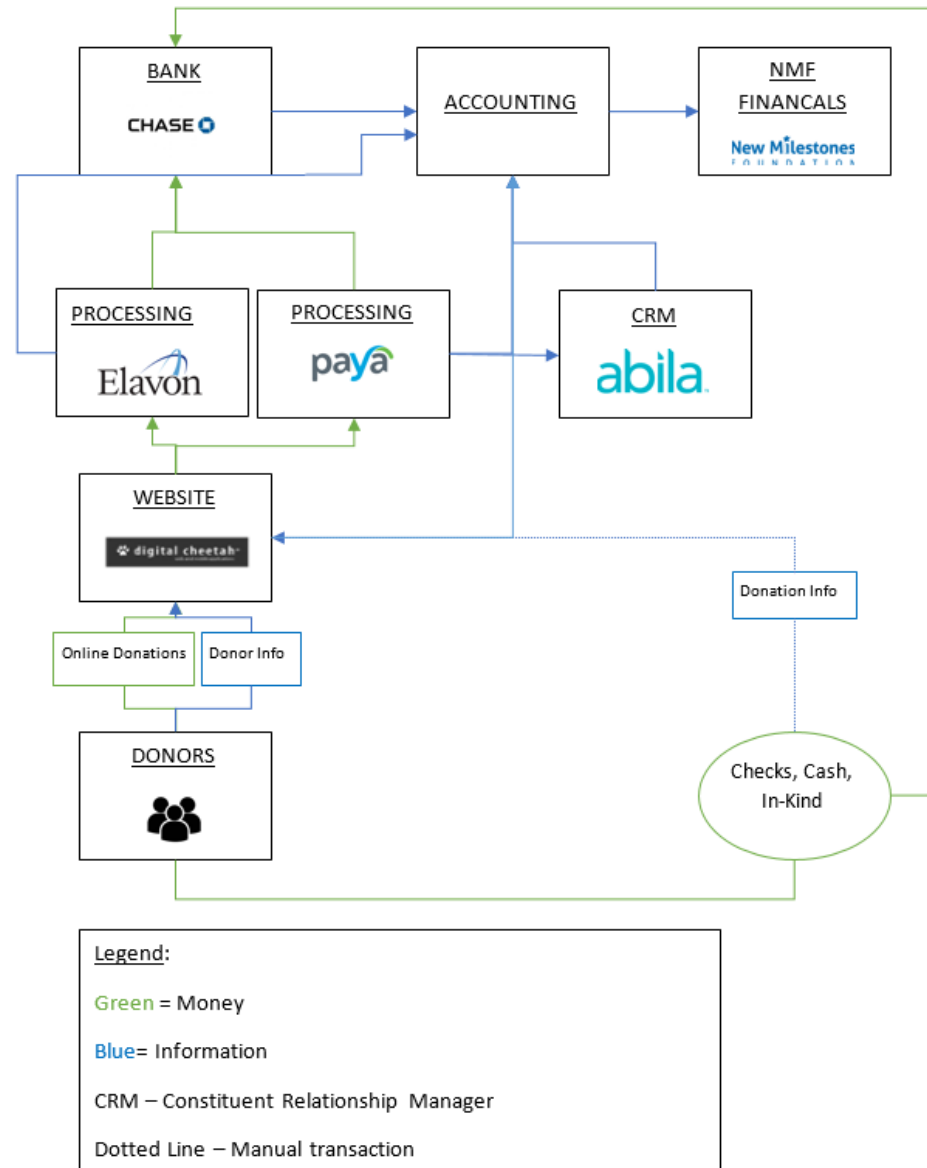 BANK
CHASE
ACCOUNTING
NMF
FINANCALS
New Milestones
FOUNDATION
PROCESSING
Elavon
PROCESSING
paya
CRM
abila
WEBSITE
digital cheetah
Donation Info
Online Donations
Donor Info
DONORS
Checks, Cash,
In-Kind
Legend:
Green = Money
Blue= Information
CRM – Constituent Relationship Manager
Dotted Line – Manual transaction